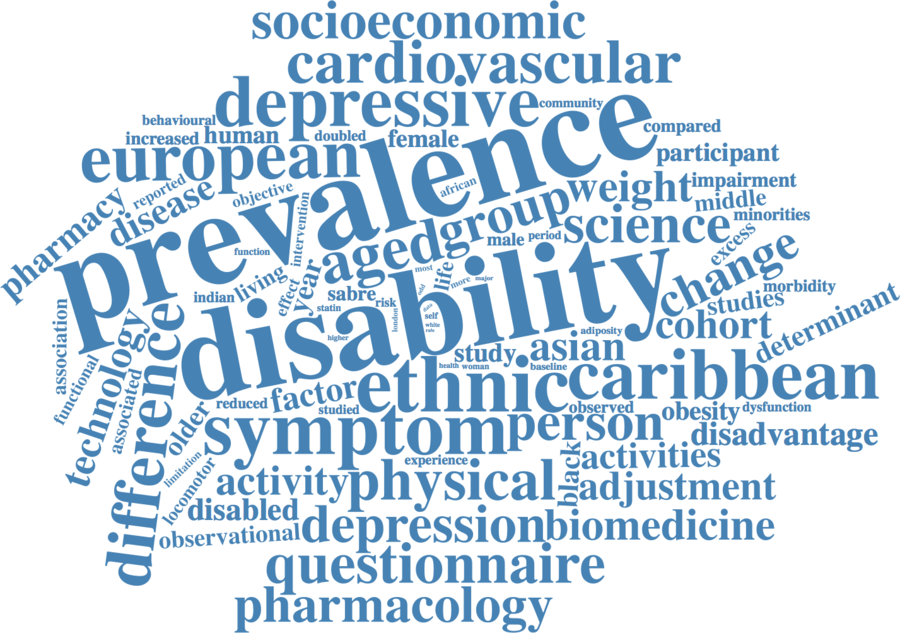 socioeconomic
cardiovascular
depressive
community
behavioural
increased
human
doubled
female
compared
european
prevalence
participant
reported
disease
objective
african
weight
impairment
pharmacy
middle
minorities
function
intervention
aged
group
male
period
science
excess
change
most
life
more
major
indian
living
effect
year
sabre
risk
statin
london
old
data
self
white
role
disability
morbidity
studies
cohort
determinant
association
technology
difference
higher
adiposity
study
asian
health
woman
baseline
functional
associated
older
reduced
factor
studied
ethnic
caribbean
observed
obesity
dysfunction
symptom
person
disadvantage
limitation
locomotor
experience
black
activities
activity
physical
adjustment
disabled
observational
depression
biomedicine
questionnaire
pharmacology